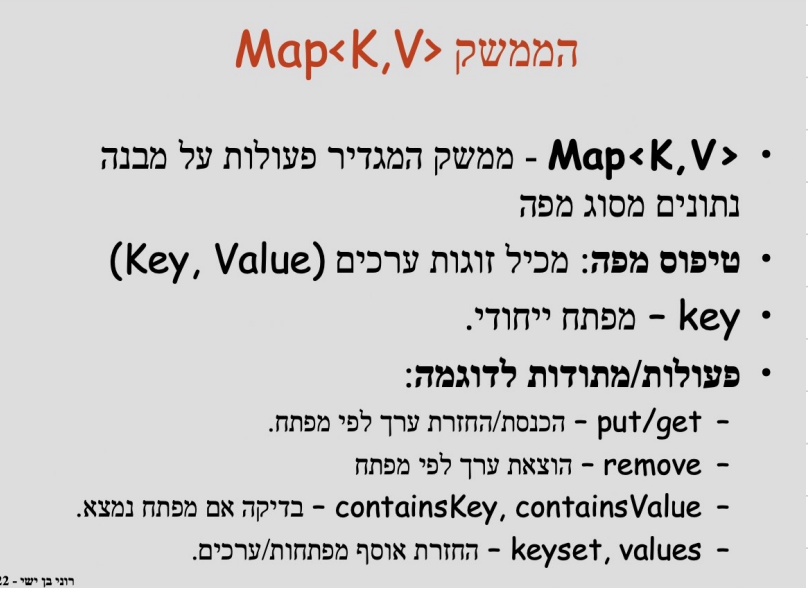 הממשק Map<K,V>
• Map<K,V> - ממשק המגדיר פעולות על מבנה
נתונים מסוג מפה
• טיפוס מפה: מכיל זוגות ערכים (Key, Value)
• key – מפתח ייחודי.
• פעולות/מתודות לדוגמה:
– put/get – הכנסת/החזרת ערך לפי מפתח.
– remove – הוצאת ערך לפי מפתח
– containsKey, containsValue – בדיקה אם מפתח נמצא.
– keyset, values – החזרת אוסף מפתחות/ערכים.
רוני בן ישי - 22